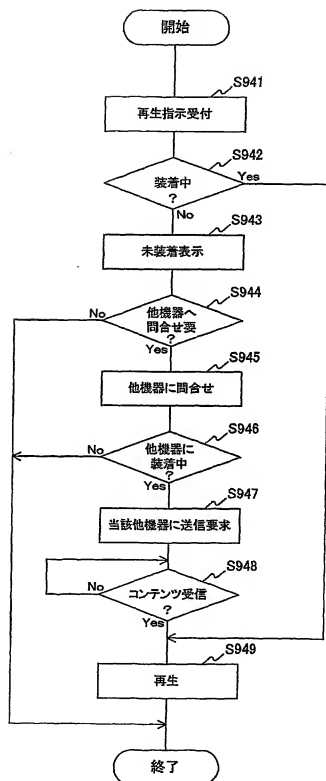 開始
S941
再生指示受付
S942
装着中
?
Yes
No
S943
未装着表示
S944
他機器へ
問合せ要
?
No
Yes
S945
他機器に問合せ
S946
他機器に
装着中
?
No
Yes
S947
当該他機器に送信要求
S948
コンテンツ受信
?
No
Yes
S949
再生
終了